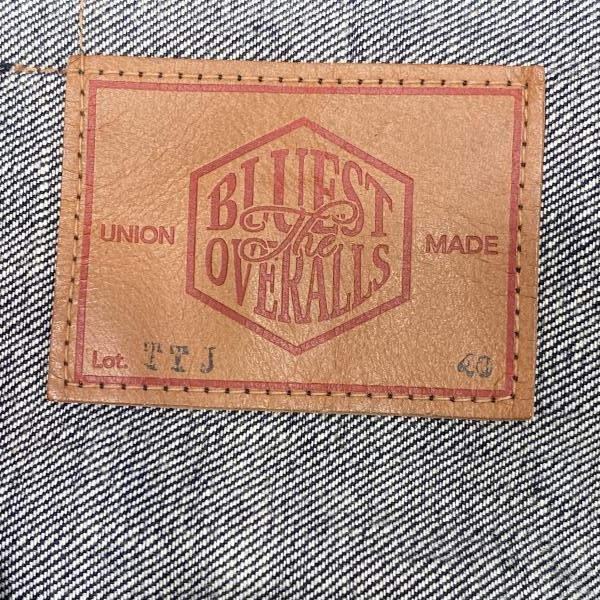 BLUEST
The
UNION MADE
OVERALLS
Lot. TTJ 40